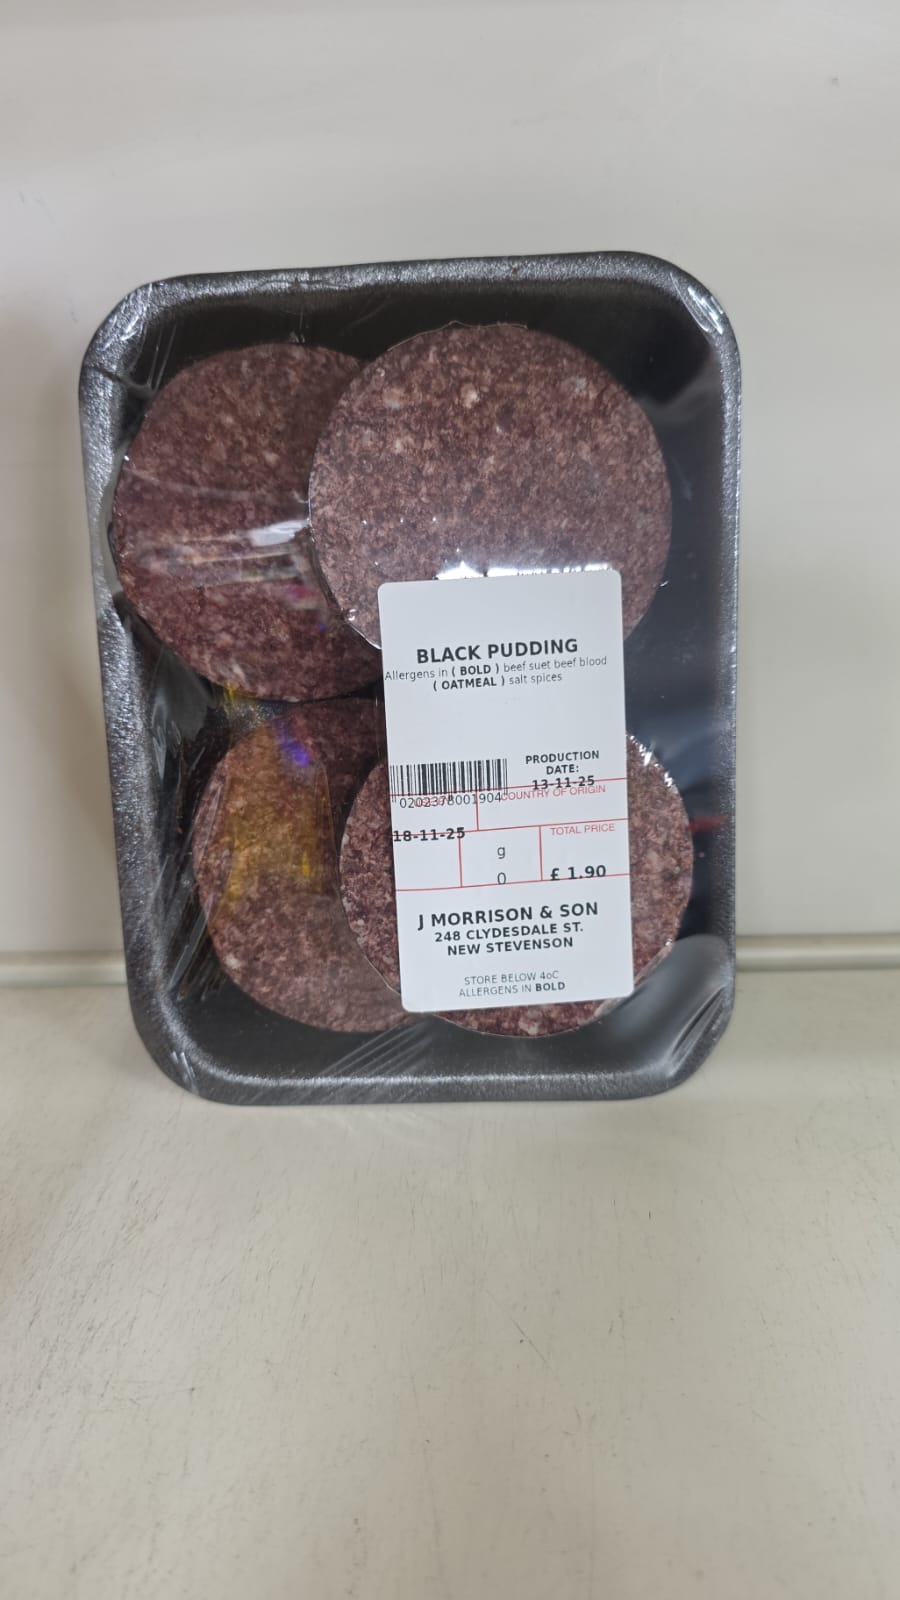 BLACK PUDDING
Allergens in ( BOLD ) beef suet beef blood
( OATMEAL ) salt spices
PRODUCTION
DATE:
13-11-25
0202378001904
COUNTRY OF ORIGIN
18-11-25
TOTAL PRICE
g
0
£ 1.90
J MORRISON & SON
248 CLYDESDALE ST.
NEW STEVENSON
STORE BELOW 4oC
ALLERGENS IN BOLD